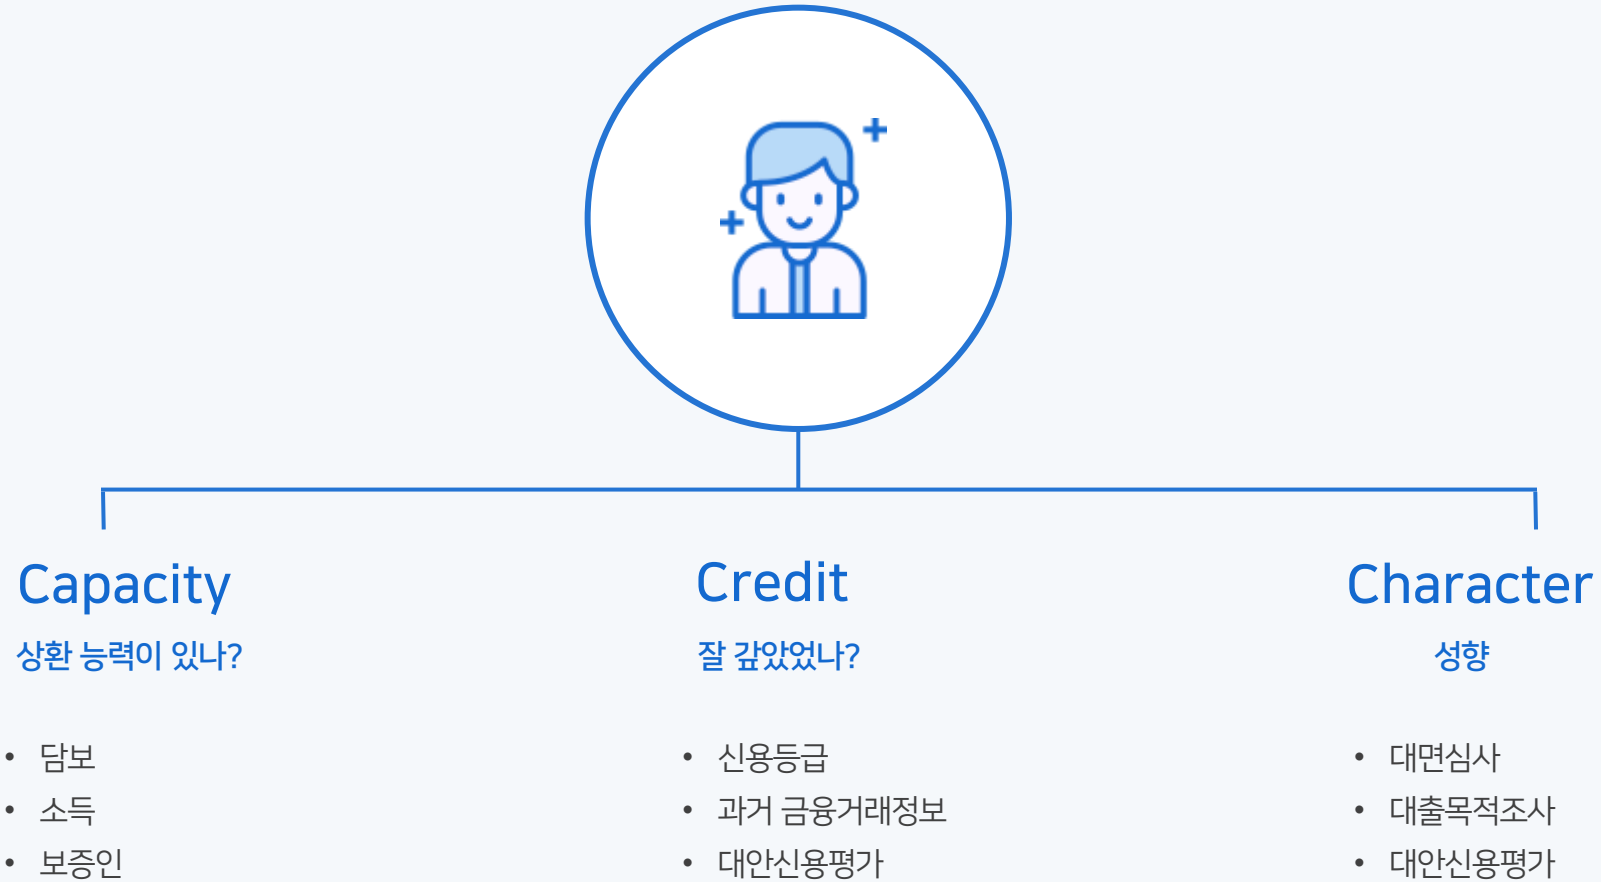 Capacity
상환 능력이 있나?
• 담보
• 소득
• 보증인
Credit
잘 갚았었나?
• 신용등급
• 과거 금융거래정보
• 대안신용평가
Character
성향
• 대면심사
• 대출목적조사
• 대안신용평가